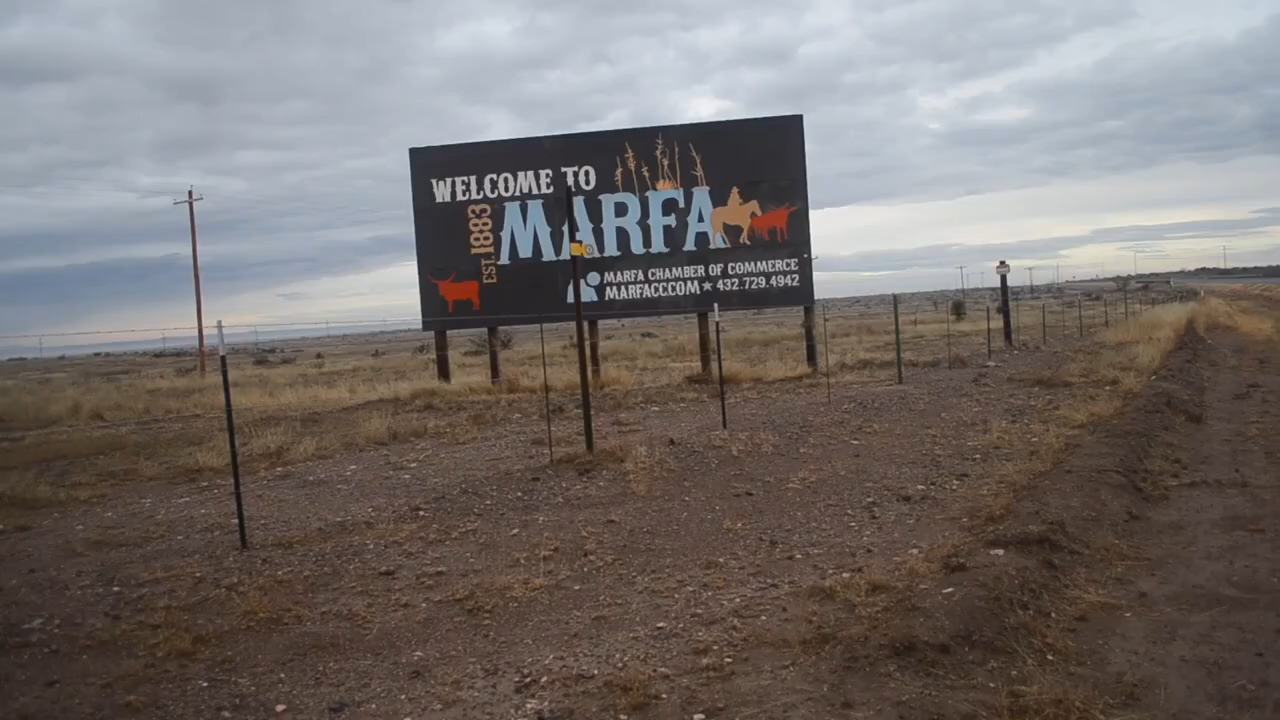 WELCOME TO
EST. 1883
MARFA
MARFA CHAMBER OF COMMERCE
MARFACC.COM ★ 432.729.4942